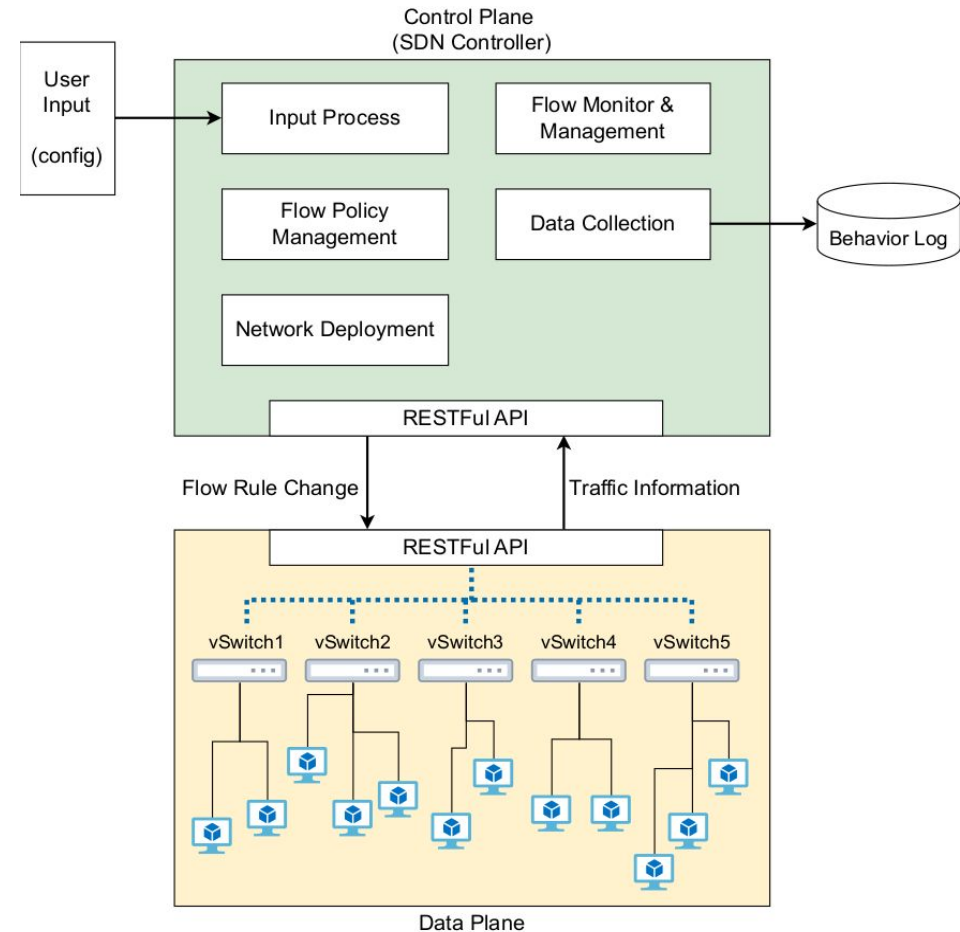 Control Plane
(SDN Controller)
User
Input
(config)
Input Process
Flow Monitor &
Management
Flow Policy
Management
Data Collection
Behavior Log
Network Deployment
RESTFul API
Flow Rule Change
Traffic Information
RESTFul API
vSwitch1
vSwitch2
vSwitch3
vSwitch4
vSwitch5
Data Plane